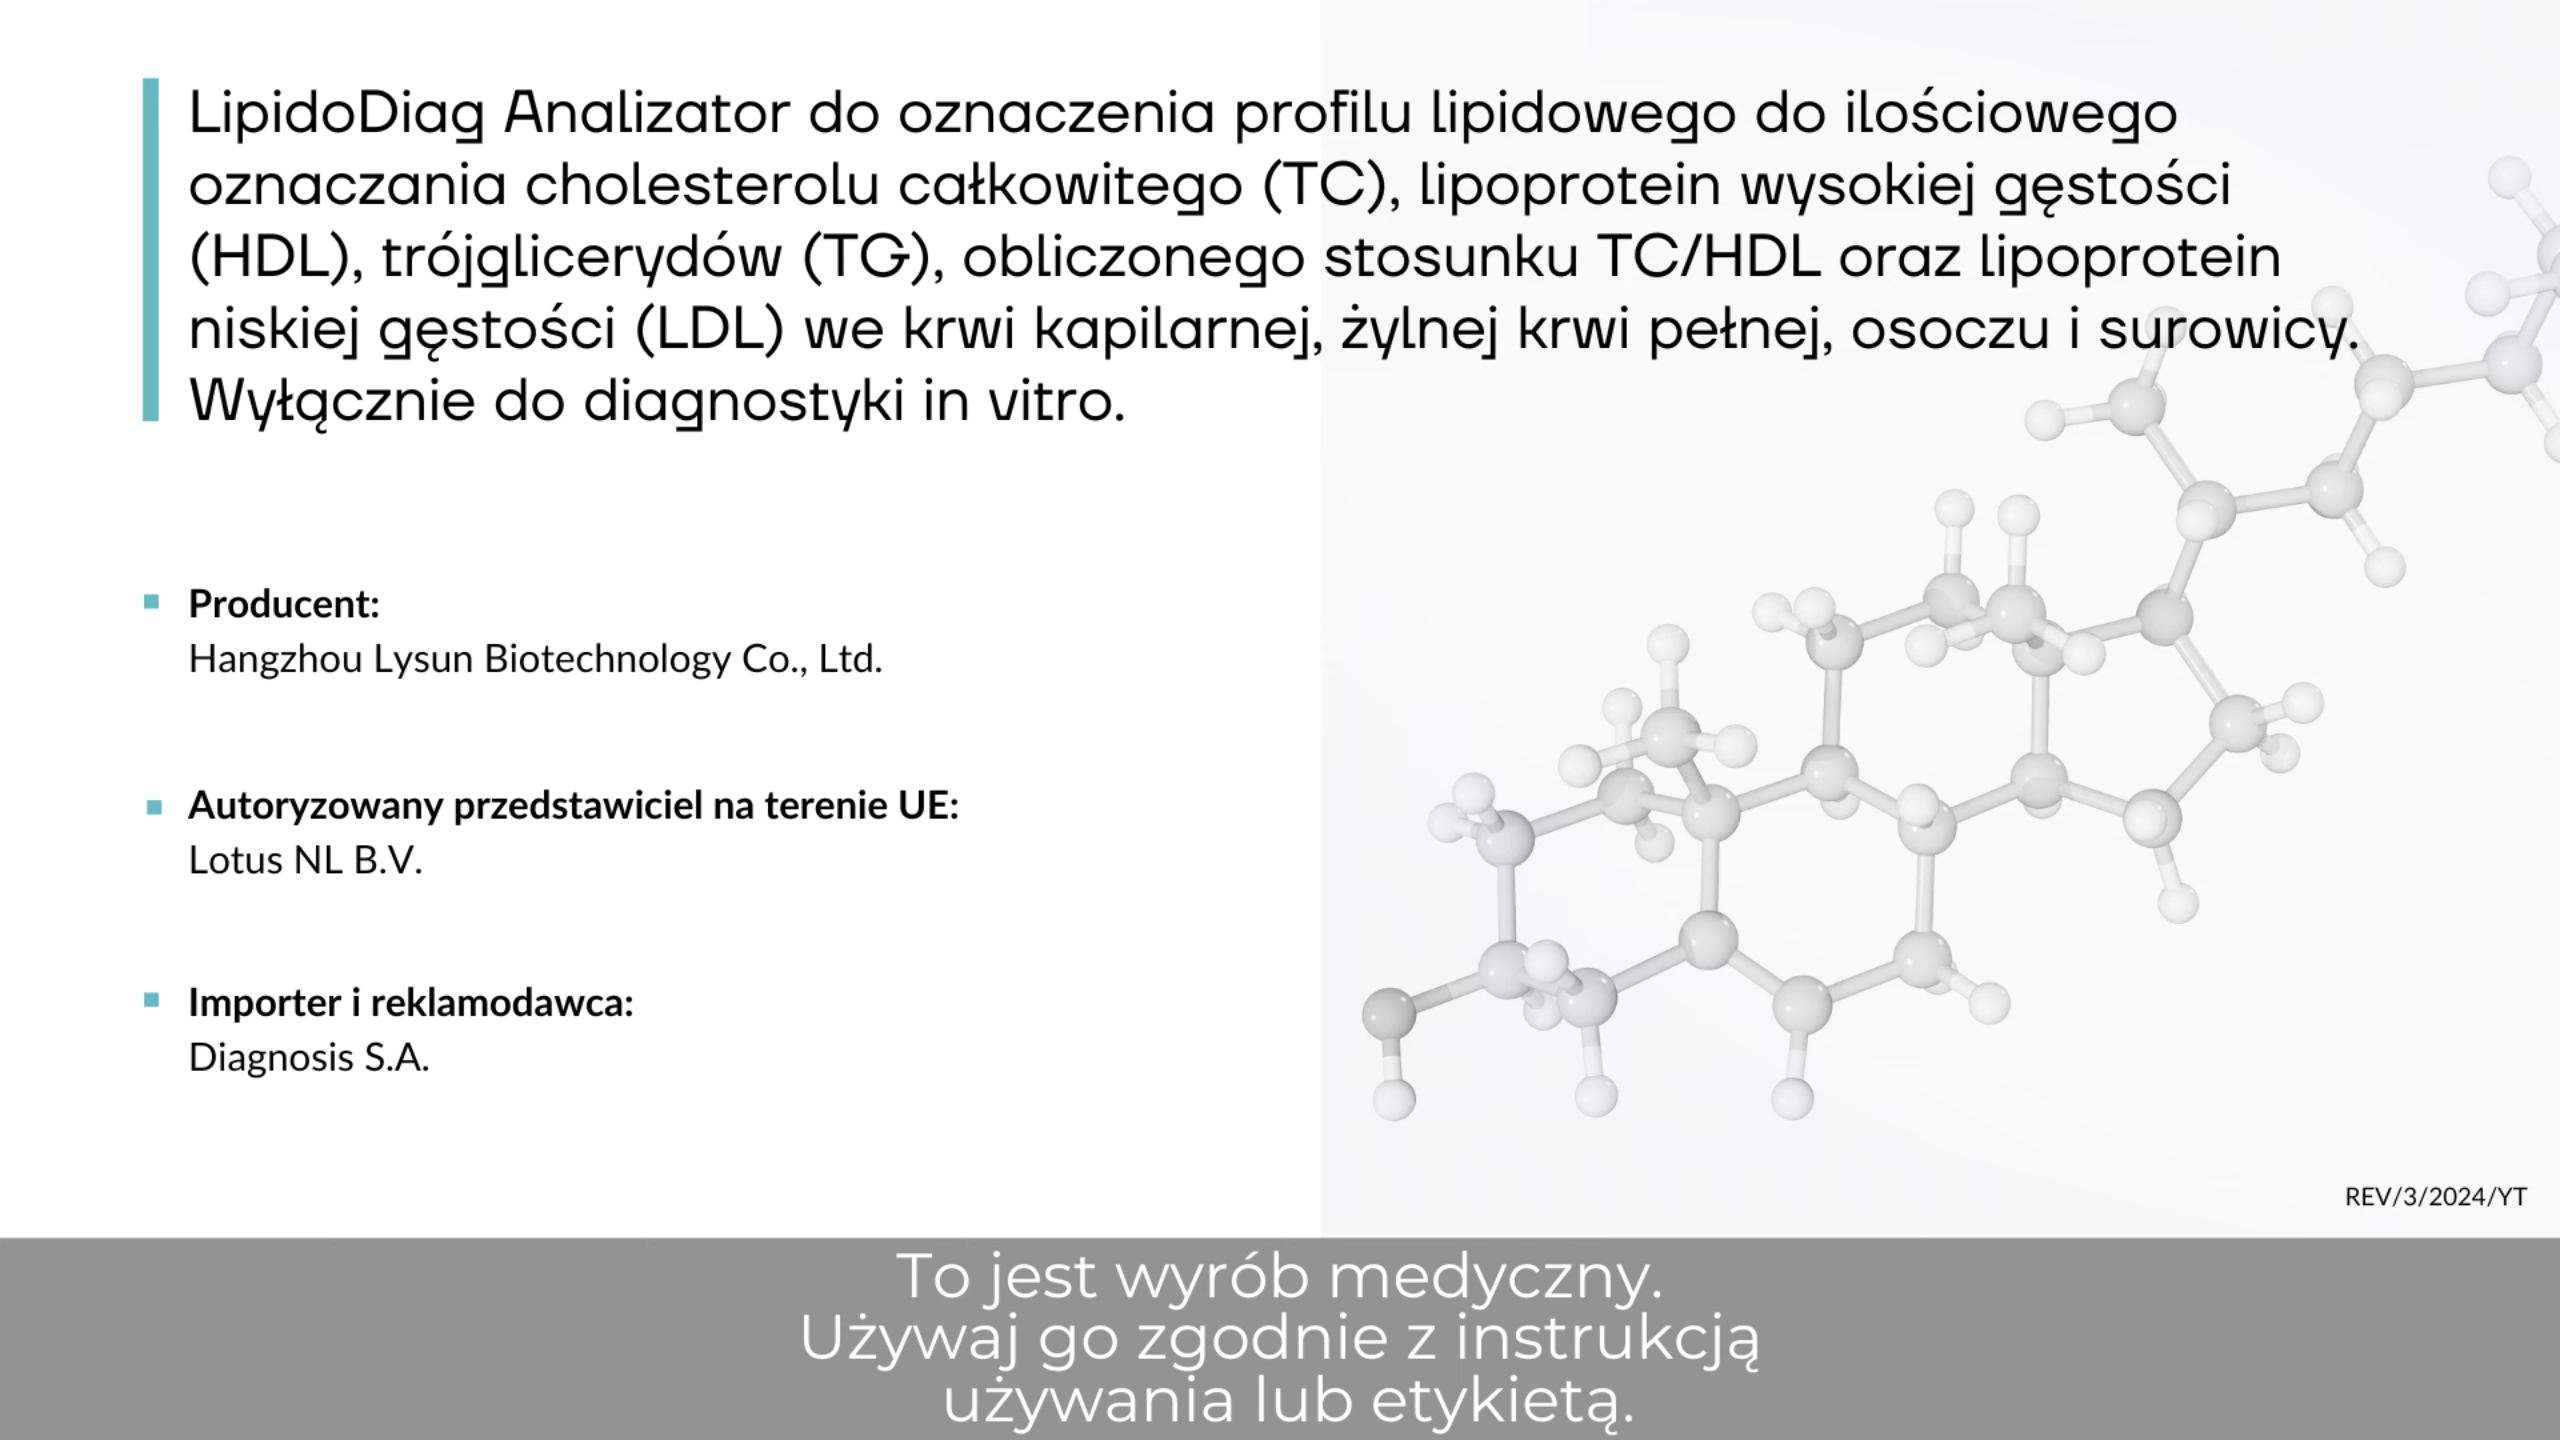 LipidoDiag Analizator do oznaczenia profilu lipidowego do ilościowego
oznaczania cholesterolu całkowitego (TC), lipoprotein wysokiej gęstości
(HDL), trójglicerydów (TG), obliczonego stosunku TC/HDL oraz lipoprotein
niskiej gęstości (LDL) we krwi kapilarnej, żylnej krwi pełnej, osoczu i surowicy.
Wyłącznie do diagnostyki in vitro.
Producent:
Hangzhou Lysun Biotechnology Co., Ltd.
Autoryzowany przedstawiciel na terenie UE:
Lotus NL B.V.
Importer i reklamodawca:
Diagnosis S.A.
REV/3/2024/YT
To jest wyrób medyczny.
Używaj go zgodnie z instrukcją
używania lub etykietą.